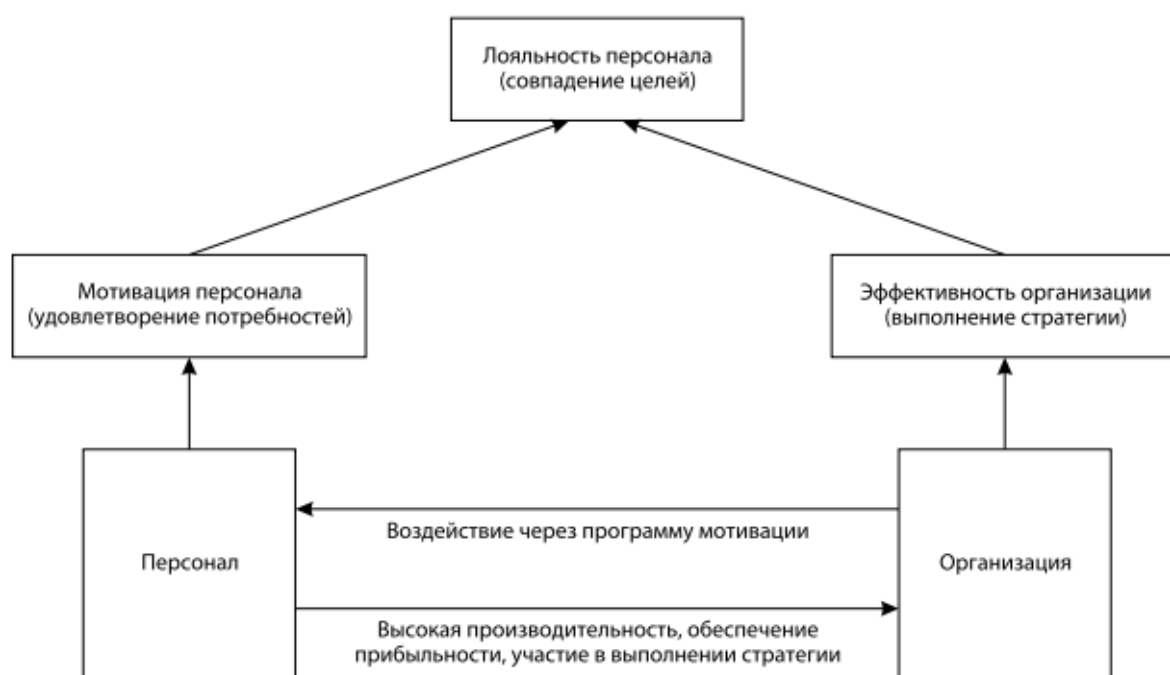 Лояльность персонала
(совпадение целей)
Мотивация персонала
(удовлетворение потребностей)
Эффективность организации
(выполнение стратегии)
Воздействие через программу мотивации
Персонал
Организация
Высокая производительность, обеспечение
прибыльности, участие в выполнении стратегии